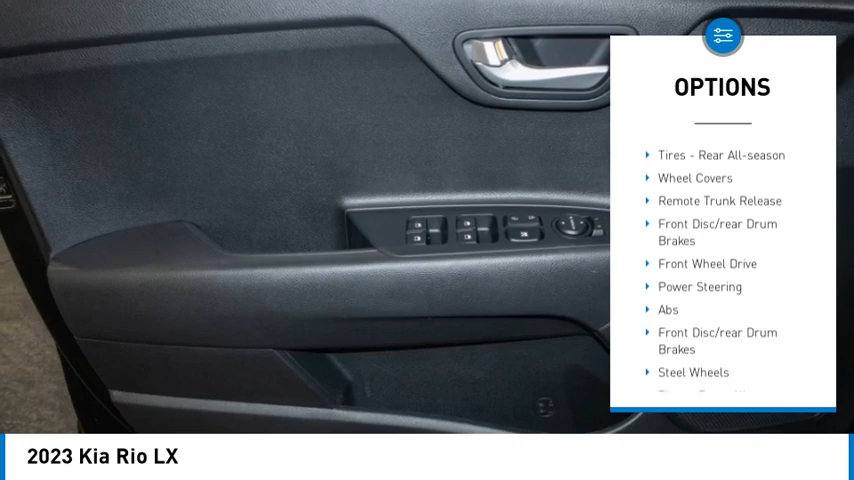 OPTIONS
Tires - Rear All-season
Wheel Covers
Remote Trunk Release
Front Disc/rear Drum
Brakes
Front Wheel Drive
Power Steering
Abs
Front Disc/rear Drum
Brakes
Steel Wheels
2023 Kia Rio LX